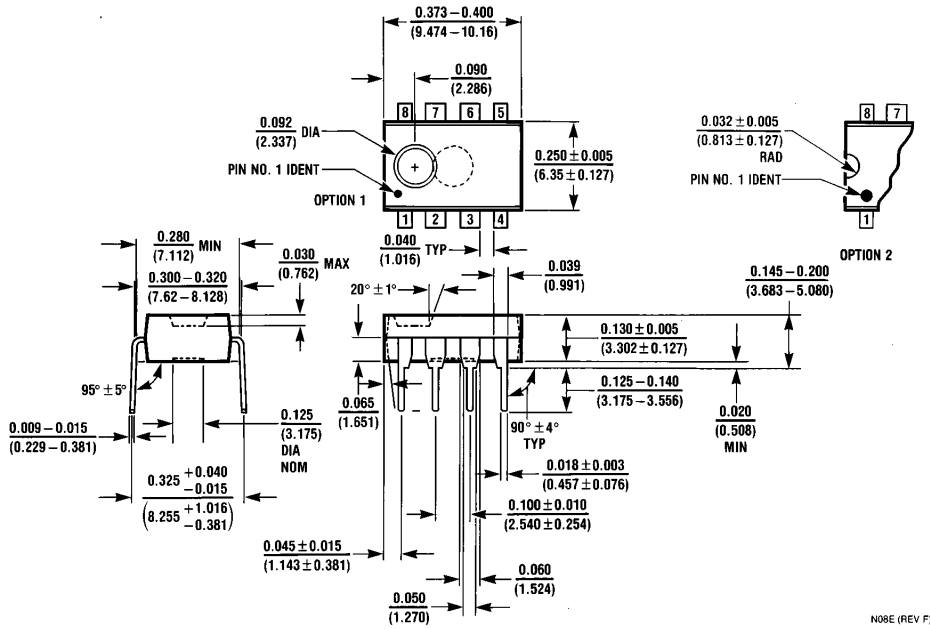 0.373 – 0.400
(9.474 – 10.16)
0.090
(2.286)
8 7 6 5
0.092 DIA
(2.337)
PIN NO. 1 IDENT
OPTION 1
1 2 3 4
0.250 ± 0.005
(6.35 ± 0.127)
0.032 ± 0.005
(0.813 ± 0.127)
RAD
PIN NO. 1 IDENT
8 7
1
OPTION 2
0.280 MIN
(7.112)
0.300 – 0.320
(7.62 – 8.128)
0.030 MAX
(0.762)
0.040 TYP
(1.016)
0.039
(0.991)
20° ± 1°
0.145 – 0.200
(3.683 – 5.080)
0.130 ± 0.005
(3.302 ± 0.127)
0.125 – 0.140
(3.175 – 3.556)
0.020
(0.508)
MIN
95° ± 5°
0.009 – 0.015
(0.229 – 0.381)
0.125
(3.175)
DIA
NOM
0.065
(1.651)
90° ± 4°
TYP
0.325 +0.040
−0.015
(8.255 +1.016
−0.381)
0.018 ± 0.003
(0.457 ± 0.076)
0.100 ± 0.010
(2.540 ± 0.254)
0.045 ± 0.015
(1.143 ± 0.381)
0.060
(1.524)
0.050
(1.270)
N08E (REV F)